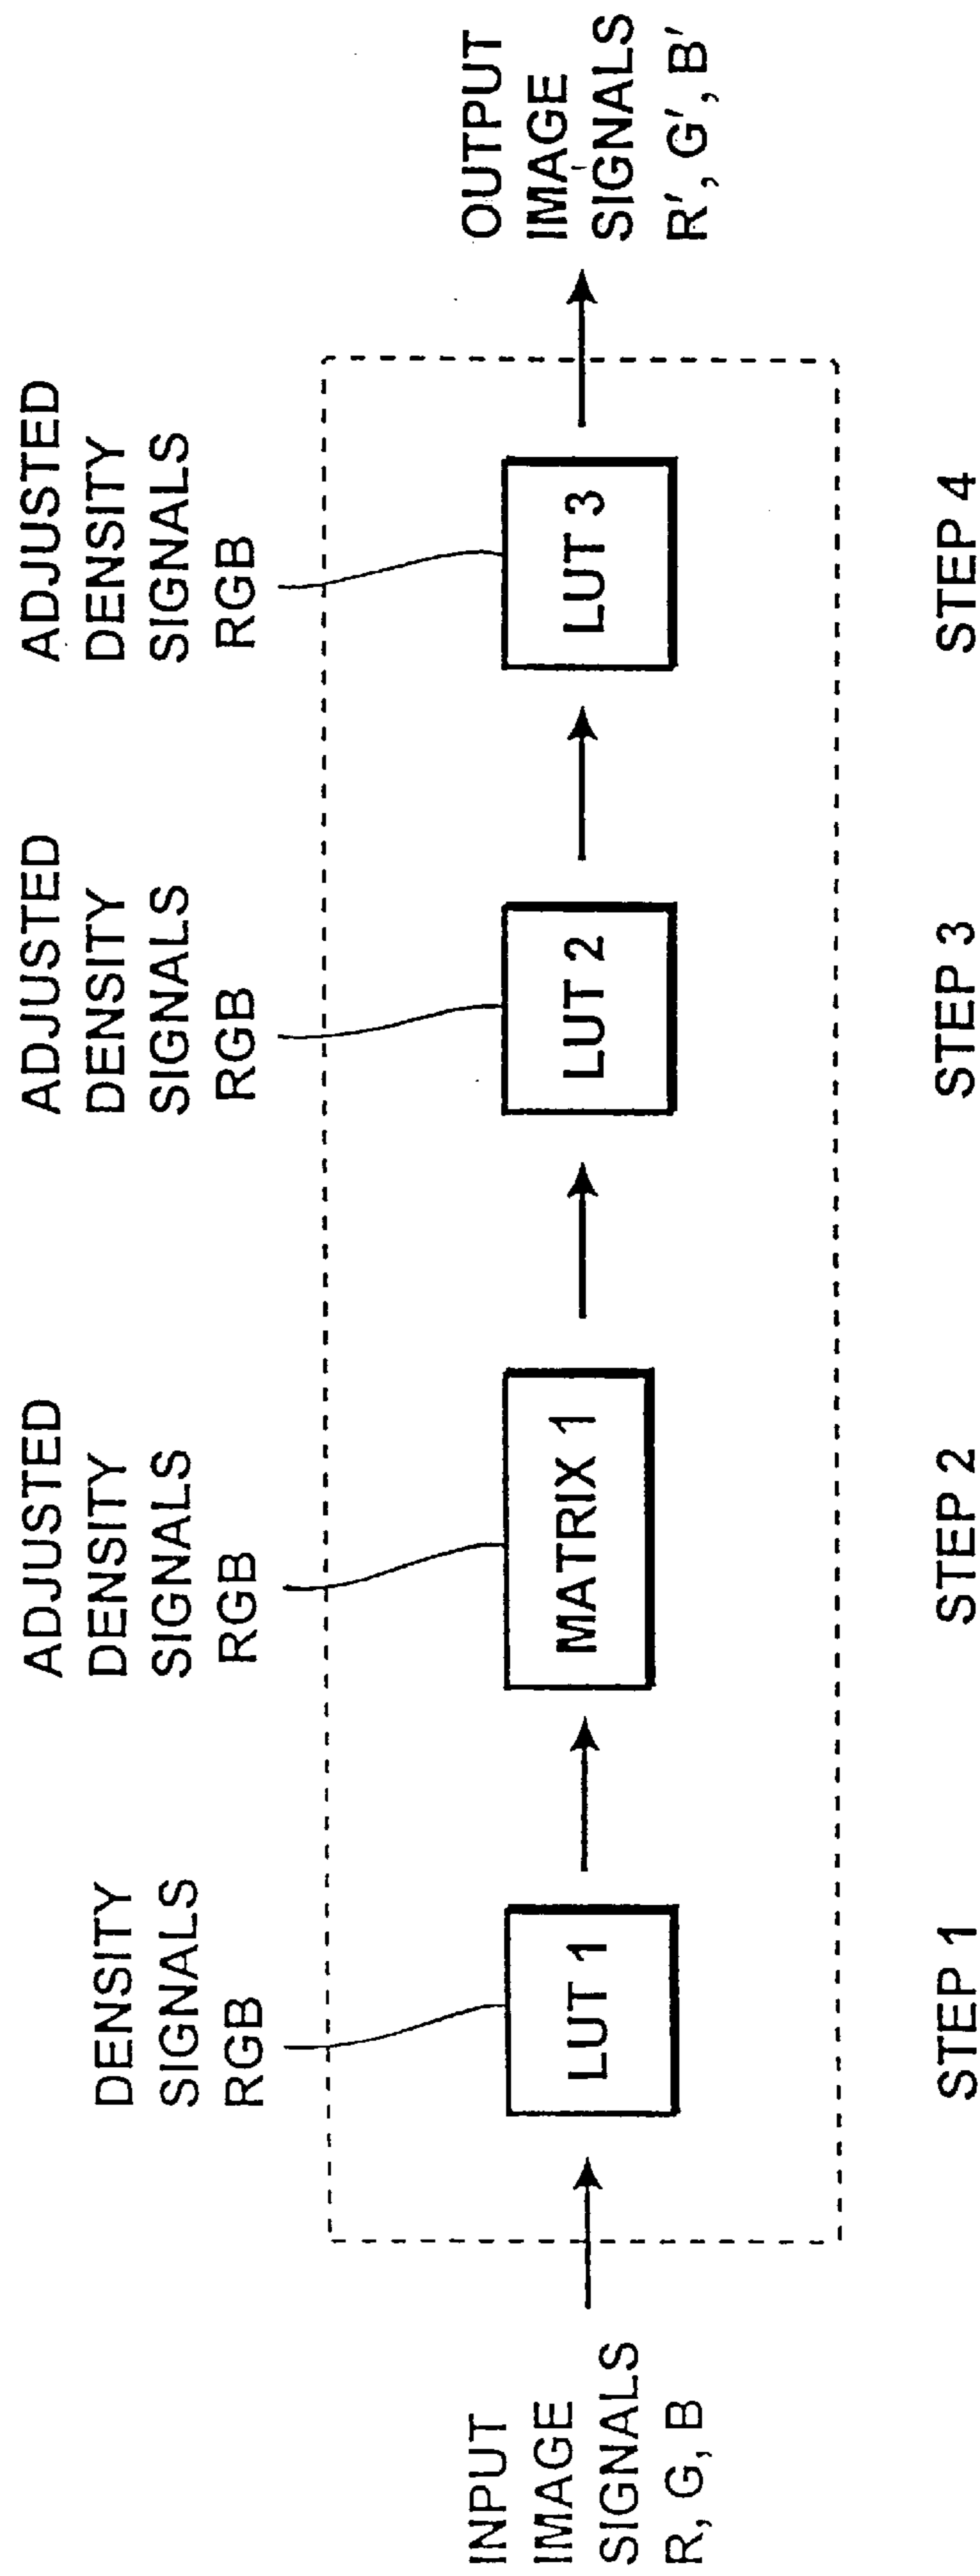 DENSITY
SIGNALS
RGB
ADJUSTED
DENSITY
SIGNALS
RGB
ADJUSTED
DENSITY
SIGNALS
RGB
ADJUSTED
DENSITY
SIGNALS
RGB
INPUT
IMAGE
SIGNALS
R, G, B
LUT 1
MATRIX 1
LUT 2
LUT 3
OUTPUT
IMAGE
SIGNALS
R', G', B'
STEP 1
STEP 2
STEP 3
STEP 4